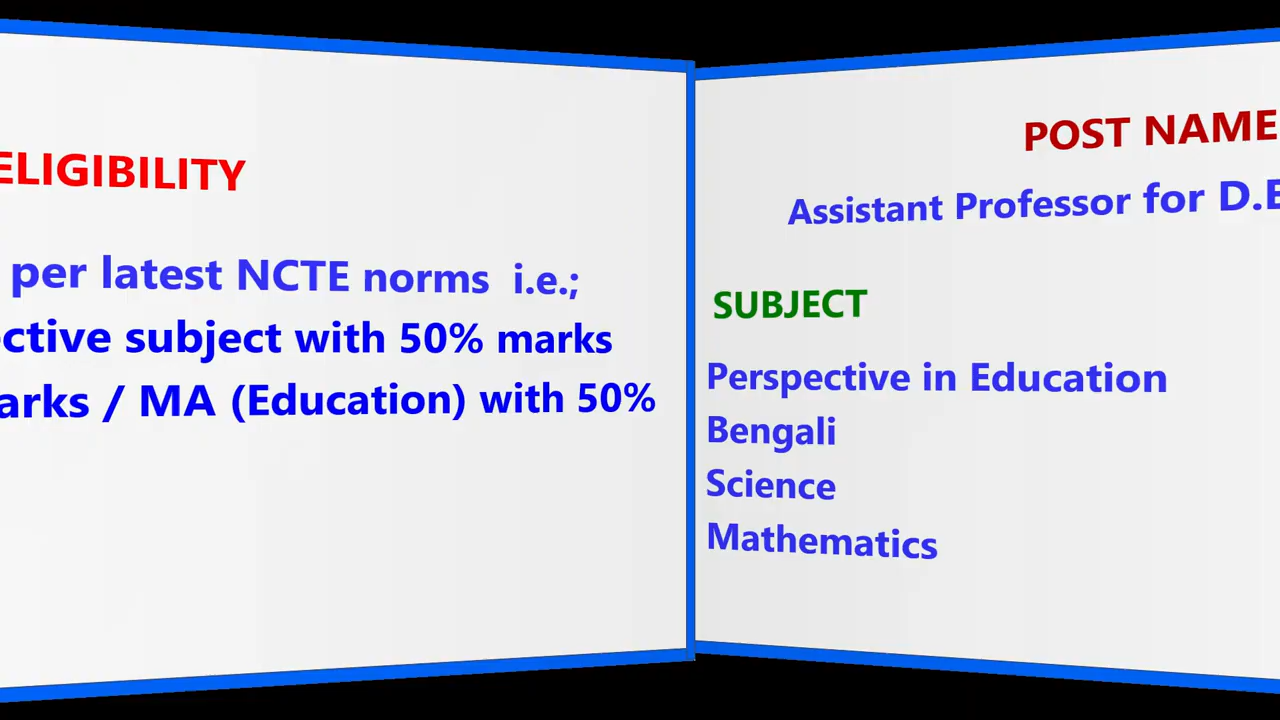 ELIGIBILITY
per latest NCTE norms i.e.;
ective subject with 50% marks
arks / MA (Education) with 50%
POST NAME
Assistant Professor for D.E
SUBJECT
Perspective in Education
Bengali
Science
Mathematics